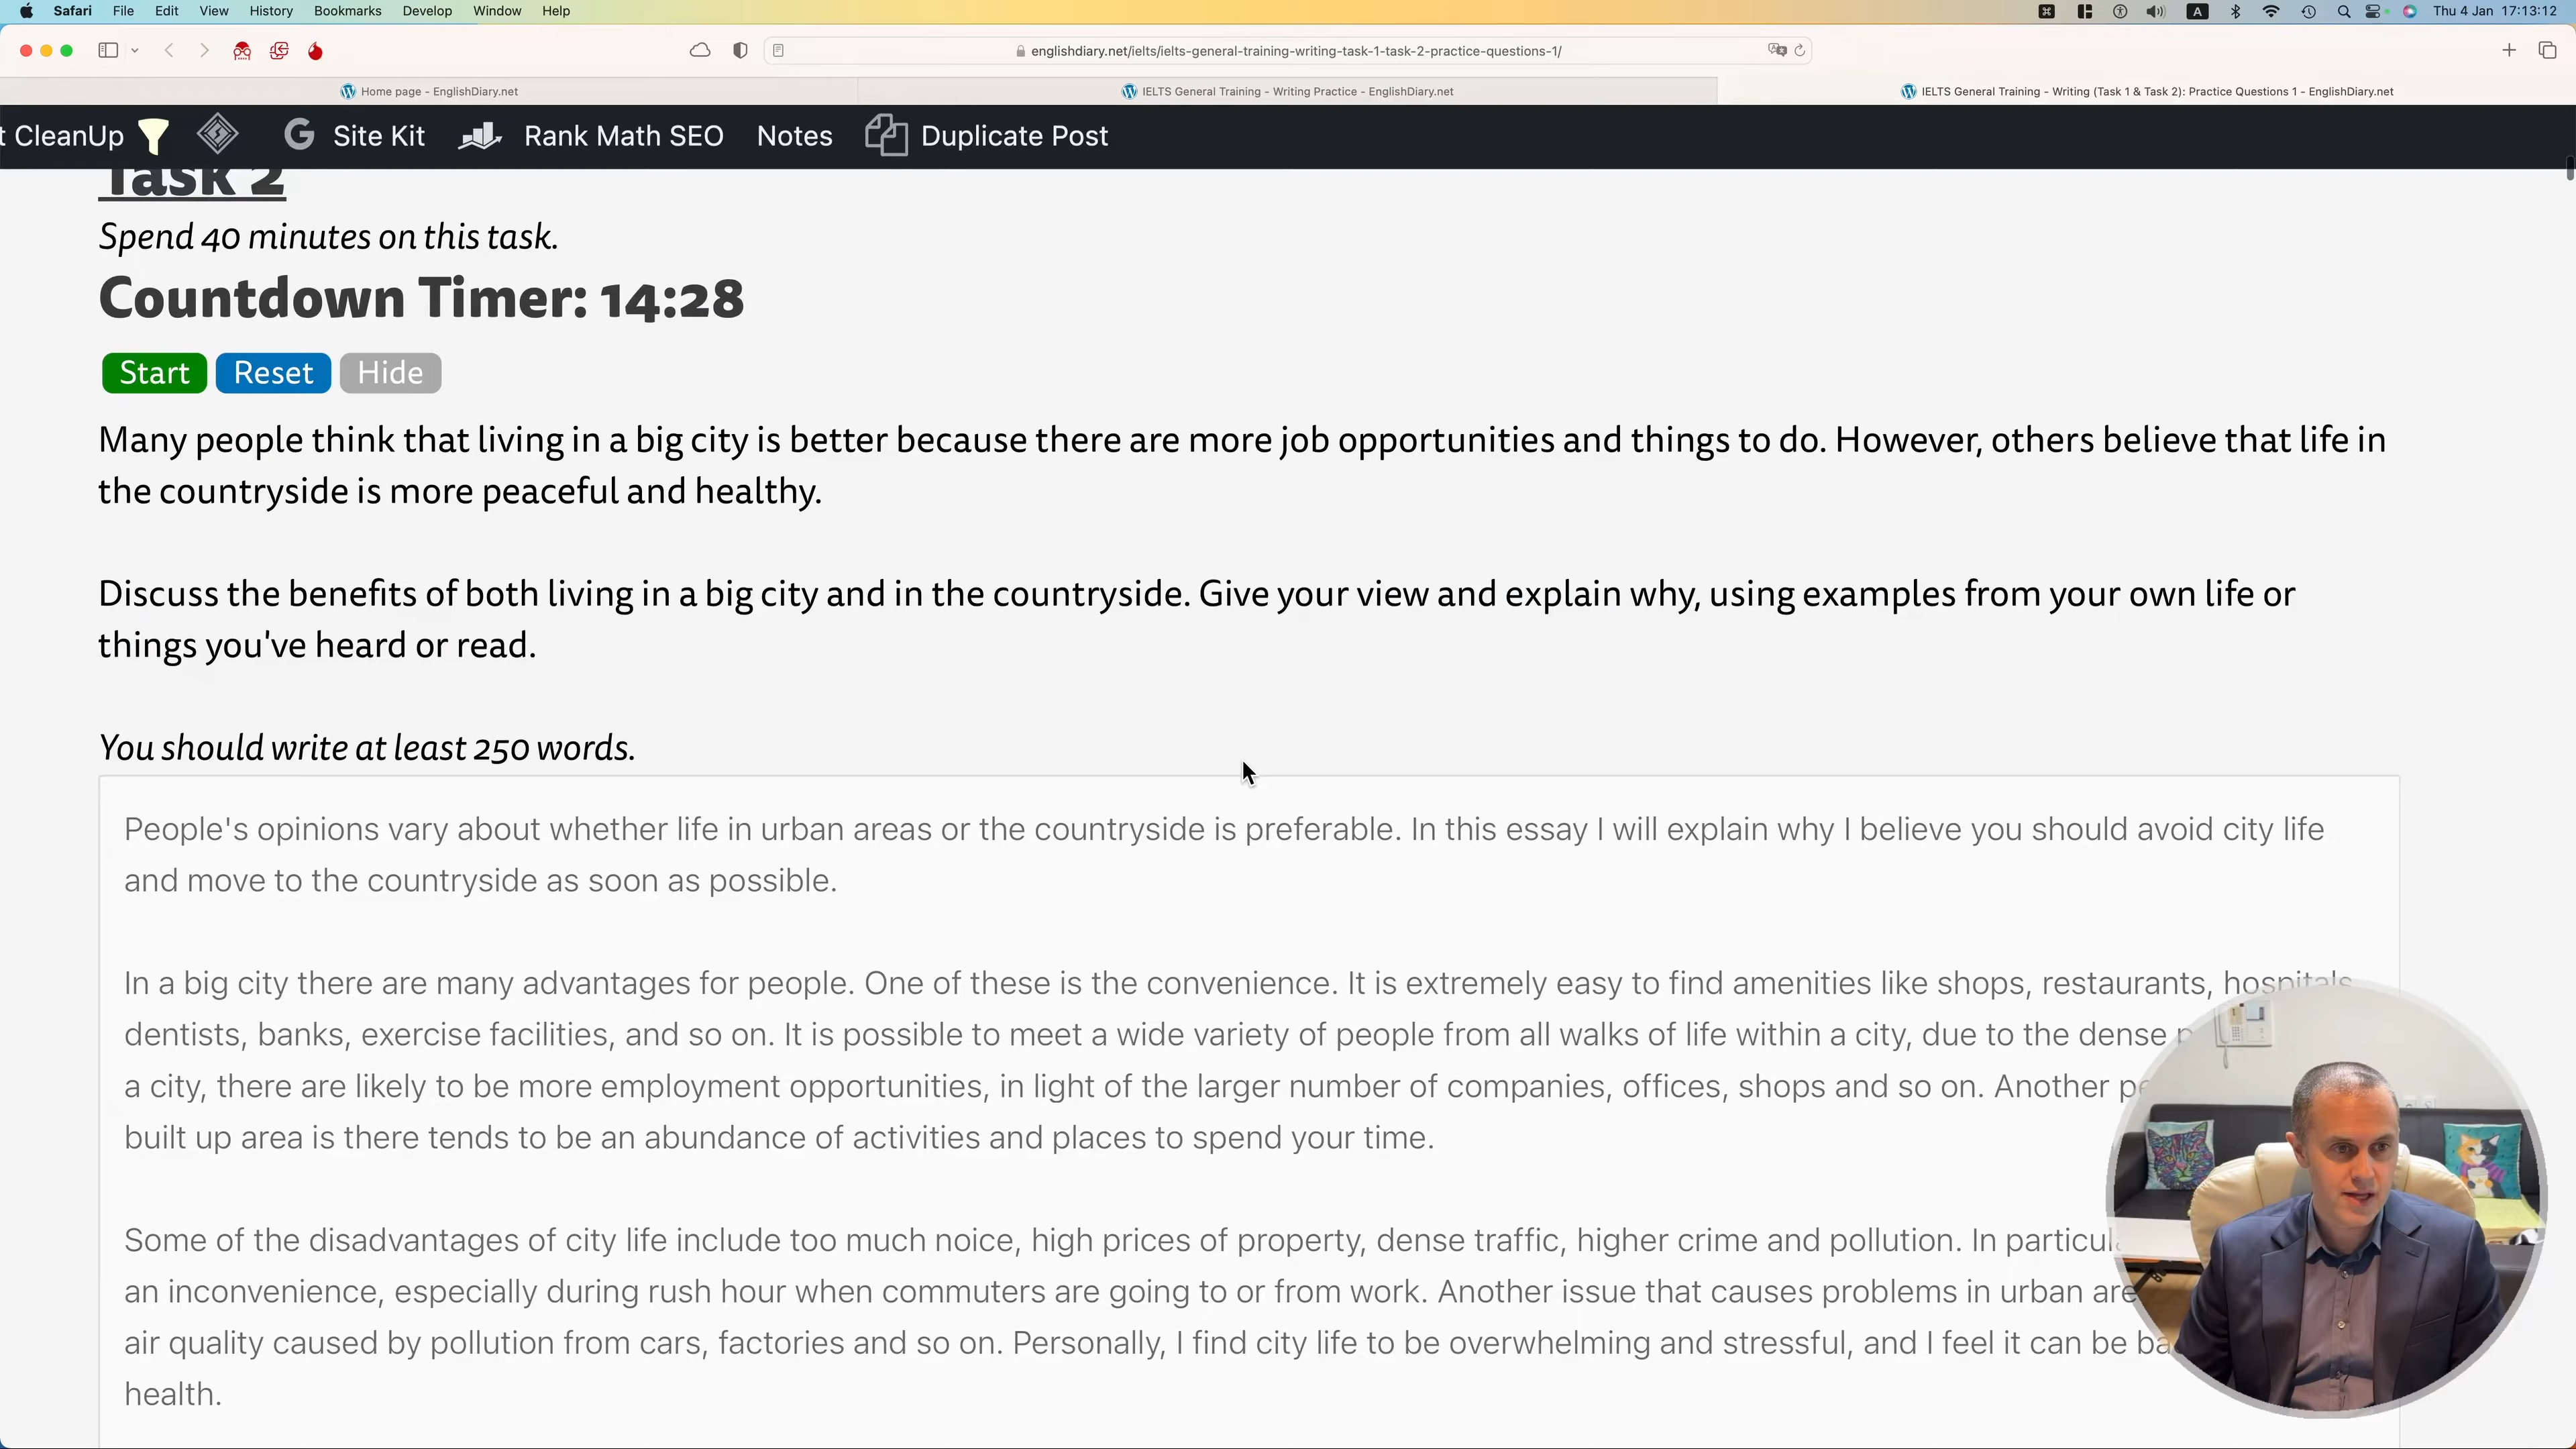 Safari File Edit View History Bookmarks Develop Window Help A Thu 4 Jan 17:13:12
englishdiary.net/ielts/ielts-general-training-writing-task-1-task-2-practice-questions-1/
Home page - EnglishDiary.net IELTS General Training - Writing Practice - EnglishDiary.net IELTS General Training - Writing (Task 1 & Task 2): Practice Questions 1 - EnglishDiary.net
t CleanUp G Site Kit Rank Math SEO Notes Duplicate Post
Task 2
Spend 40 minutes on this task.
Countdown Timer: 14:28
Start Reset Hide
Many people think that living in a big city is better because there are more job opportunities and things to do. However, others believe that life in
the countryside is more peaceful and healthy.
Discuss the benefits of both living in a big city and in the countryside. Give your view and explain why, using examples from your own life or
things you've heard or read.
You should write at least 250 words.
People's opinions vary about whether life in urban areas or the countryside is preferable. In this essay I will explain why I believe you should avoid city life
and move to the countryside as soon as possible.
In a big city there are many advantages for people. One of these is the convenience. It is extremely easy to find amenities like shops, restaurants, hospitals
dentists, banks, exercise facilities, and so on. It is possible to meet a wide variety of people from all walks of life within a city, due to the dense
a city, there are likely to be more employment opportunities, in light of the larger number of companies, offices, shops and so on. Another
built up area is there tends to be an abundance of activities and places to spend your time.
Some of the disadvantages of city life include too much noice, high prices of property, dense traffic, higher crime and pollution. In
an inconvenience, especially during rush hour when commuters are going to or from work. Another issue that causes problems in urban
air quality caused by pollution from cars, factories and so on. Personally, I find city life to be overwhelming and stressful, and I feel it can be
health.